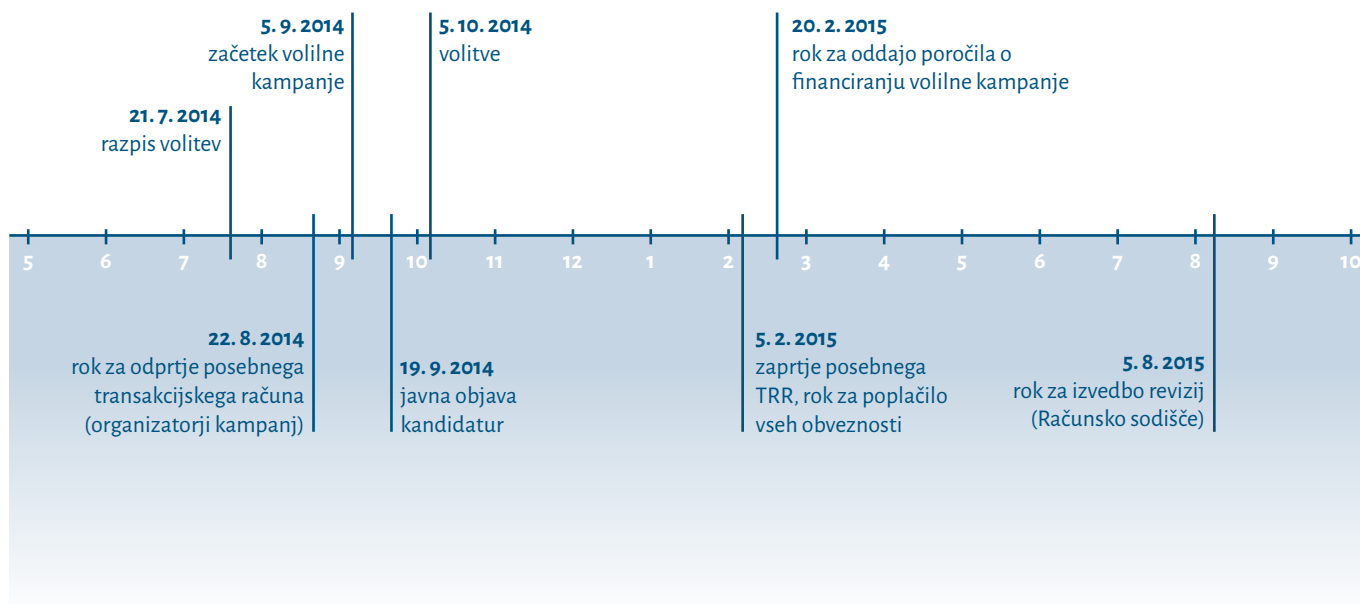 5. 9. 2014
začetek volilne
kampanje
5. 10. 2014
volitve
20. 2. 2015
rok za oddajo poročila o
financiranju volilne kampanje
21. 7. 2014
razpis volitev
5 6 7 8 9 10 11 12 1 2 3 4 5 6 7 8 9 10
22. 8. 2014
rok za odprtje posebnega
transakcijskega računa
(organizatorji kampanj)
19. 9. 2014
javna objava
kandidatur
5. 2. 2015
zaprtje posebnega
TRR, rok za poplačilo
vseh obveznosti
5. 8. 2015
rok za izvedbo revizij
(Računsko sodišče)